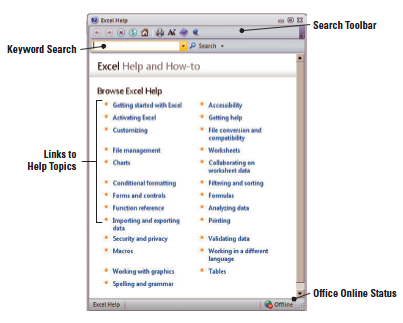 Excel Help
Search Toolbar
Keyword Search
Search
Excel Help and How-to
Browse Excel Help
Getting started with Excel
Activating Excel
Customizing
File management
Charts
Conditional formatting
Forms and controls
Function reference
Importing and exporting
data
Security and privacy
Macros
Working with graphics
Spelling and grammar
Accessibility
Getting help
File conversion and
compatibility
Worksheets
Collaborating on
worksheet data
Filtering and sorting
Formulas
Analyzing data
Printing
Validating data
Working in a different
language
Tables
Links to
Help Topics
Office Online Status
Excel Help
Offline